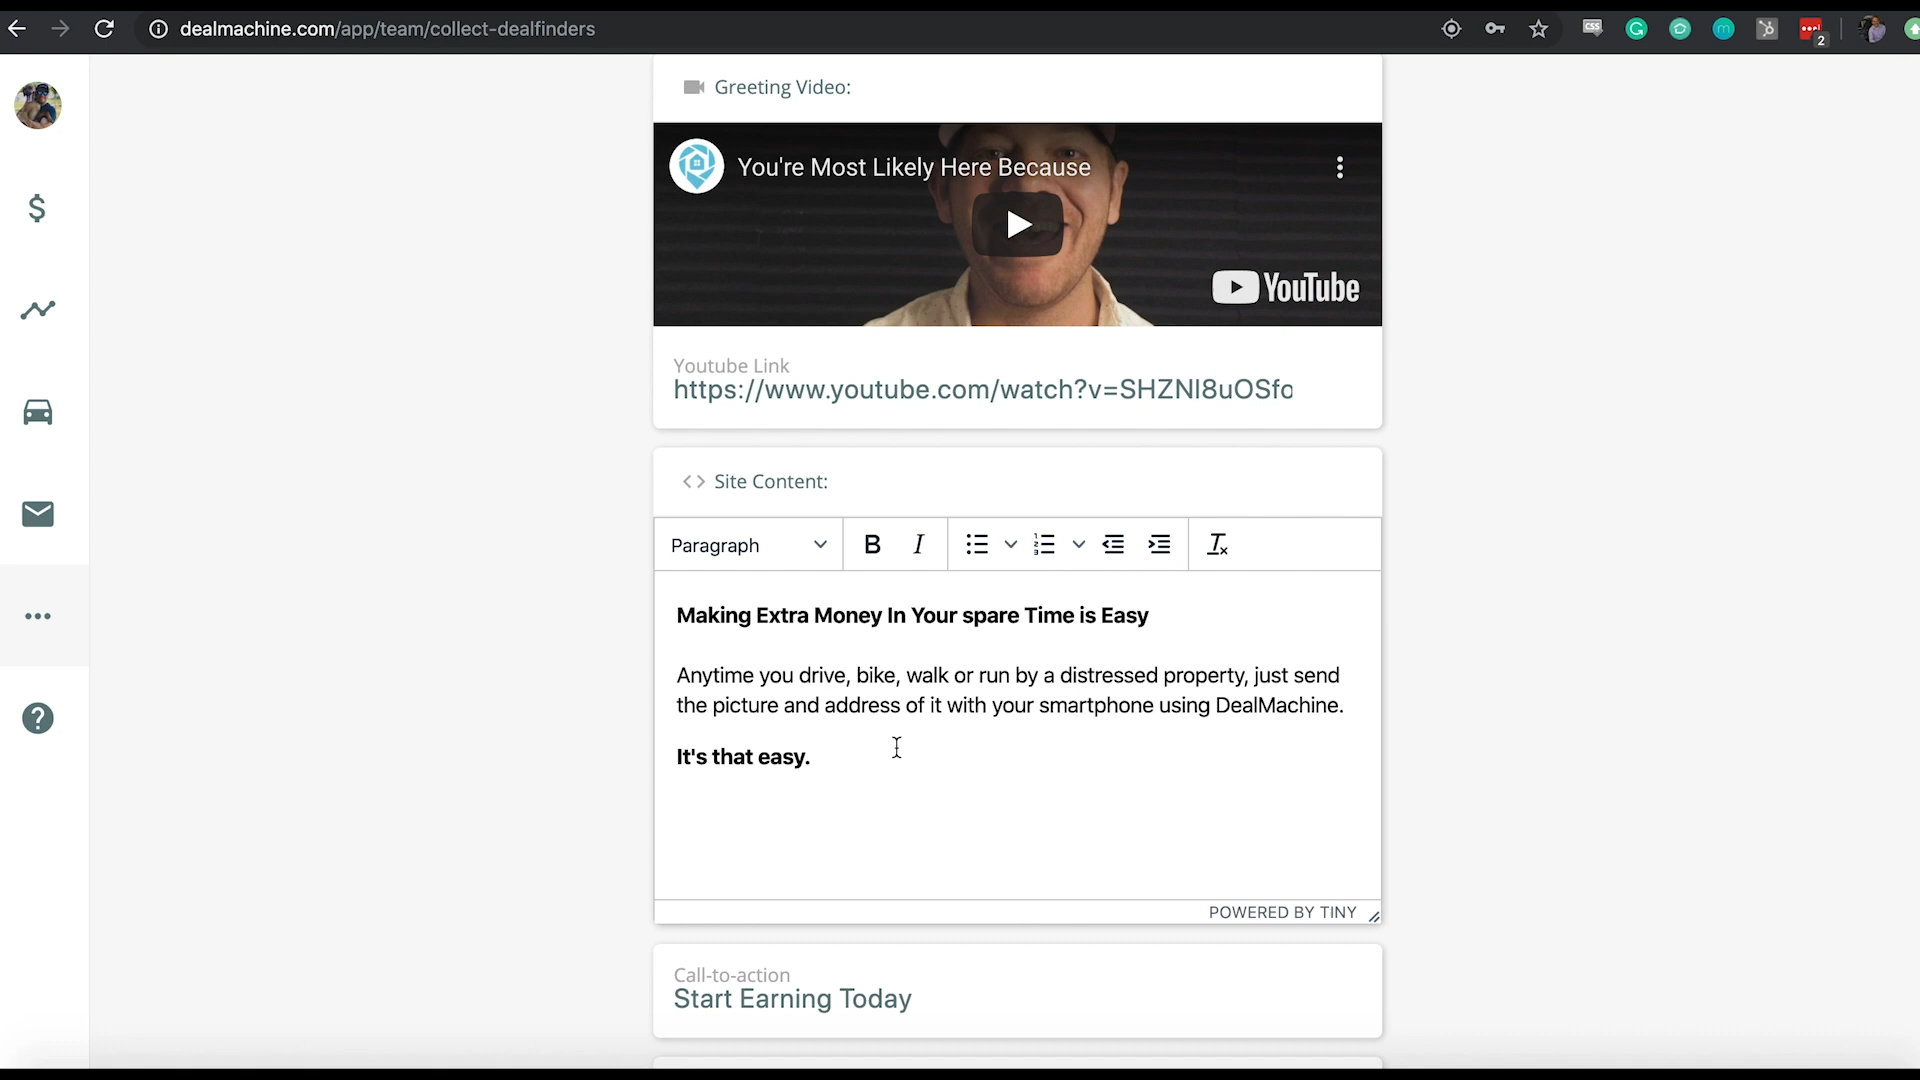 dealmachine.com/app/team/collect-dealfinders
CSS
2
Greeting Video:
You're Most Likely Here Because
YouTube
Youtube Link
https://www.youtube.com/watch?v=SHZNI8uOSfc
<> Site Content:
Paragraph
B I
Making Extra Money In Your spare Time is Easy
Anytime you drive, bike, walk or run by a distressed property, just send
the picture and address of it with your smartphone using DealMachine.
It's that easy.
POWERED BY TINY
Call-to-action
Start Earning Today